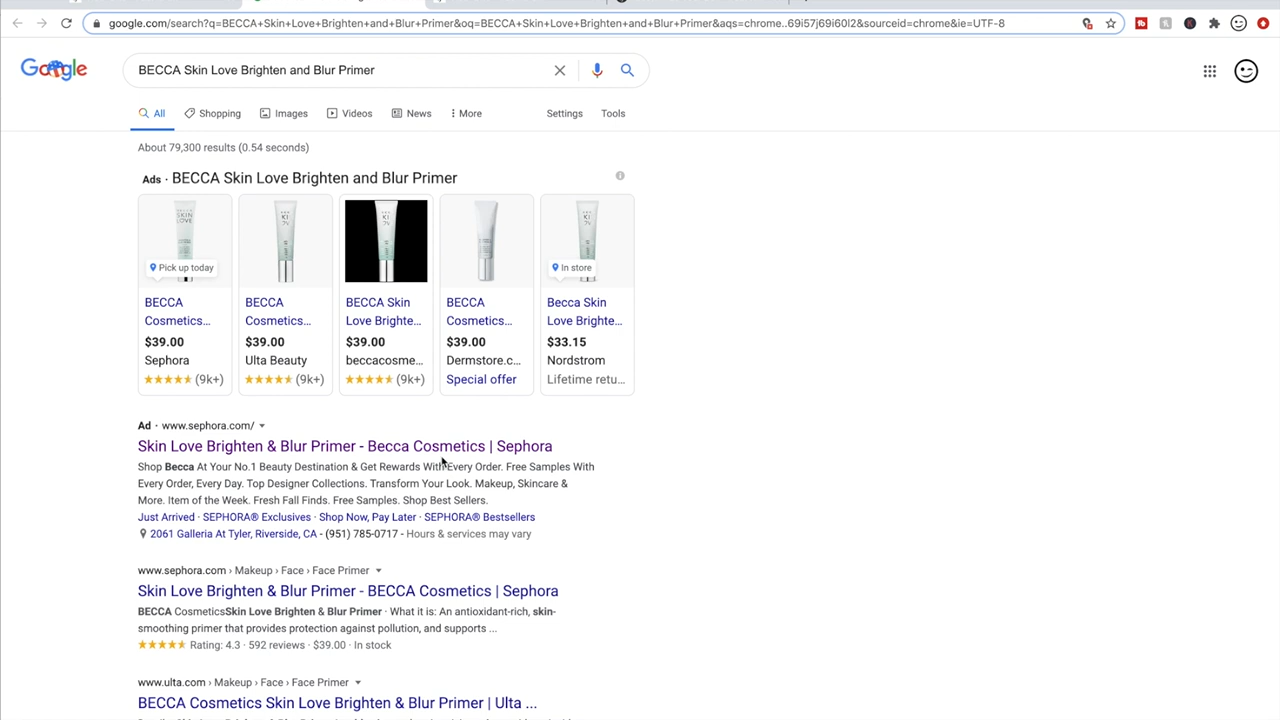 google.com/search?q=BECCA+Skin+Love+Brighten+and+Blur+Primer&oq=BECCA+Skin+Love+Brighten+and+Blur+Primer&aqs=chrome..69i57j69i60l2&sourceid=chrome&ie=UTF-8
Google
BECCA Skin Love Brighten and Blur Primer
All Shopping Images Videos News More Settings Tools
About 79,300 results (0.54 seconds)
Ads · BECCA Skin Love Brighten and Blur Primer
Pick up today In store
BECCA BECCA BECCA Skin BECCA Becca Skin
Cosmetics... Cosmetics... Love Brighte... Cosmetics... Love Brighte...
$39.00 $39.00 $39.00 $39.00 $33.15
Sephora Ulta Beauty beccacosme... Dermstore.c... Nordstrom
(9k+) (9k+) (9k+) Special offer Lifetime retu...
Ad · www.sephora.com/
Skin Love Brighten & Blur Primer - Becca Cosmetics | Sephora
Shop Becca At Your No.1 Beauty Destination & Get Rewards With Every Order. Free Samples With
Every Order, Every Day. Top Designer Collections. Transform Your Look. Makeup, Skincare &
More. Item of the Week. Fresh Fall Finds. Free Samples. Shop Best Sellers.
Just Arrived · SEPHORA® Exclusives · Shop Now, Pay Later · SEPHORA® Bestsellers
2061 Galleria At Tyler, Riverside, CA - (951) 785-0717 - Hours & services may vary
www.sephora.com › Makeup › Face › Face Primer
Skin Love Brighten & Blur Primer - BECCA Cosmetics | Sephora
BECCA CosmeticsSkin Love Brighten & Blur Primer · What it is: An antioxidant-rich, skin-
smoothing primer that provides protection against pollution, and supports ...
Rating: 4.3 · 592 reviews · $39.00 · In stock
www.ulta.com › Makeup › Face › Face Primer
BECCA Cosmetics Skin Love Brighten & Blur Primer | Ulta ...